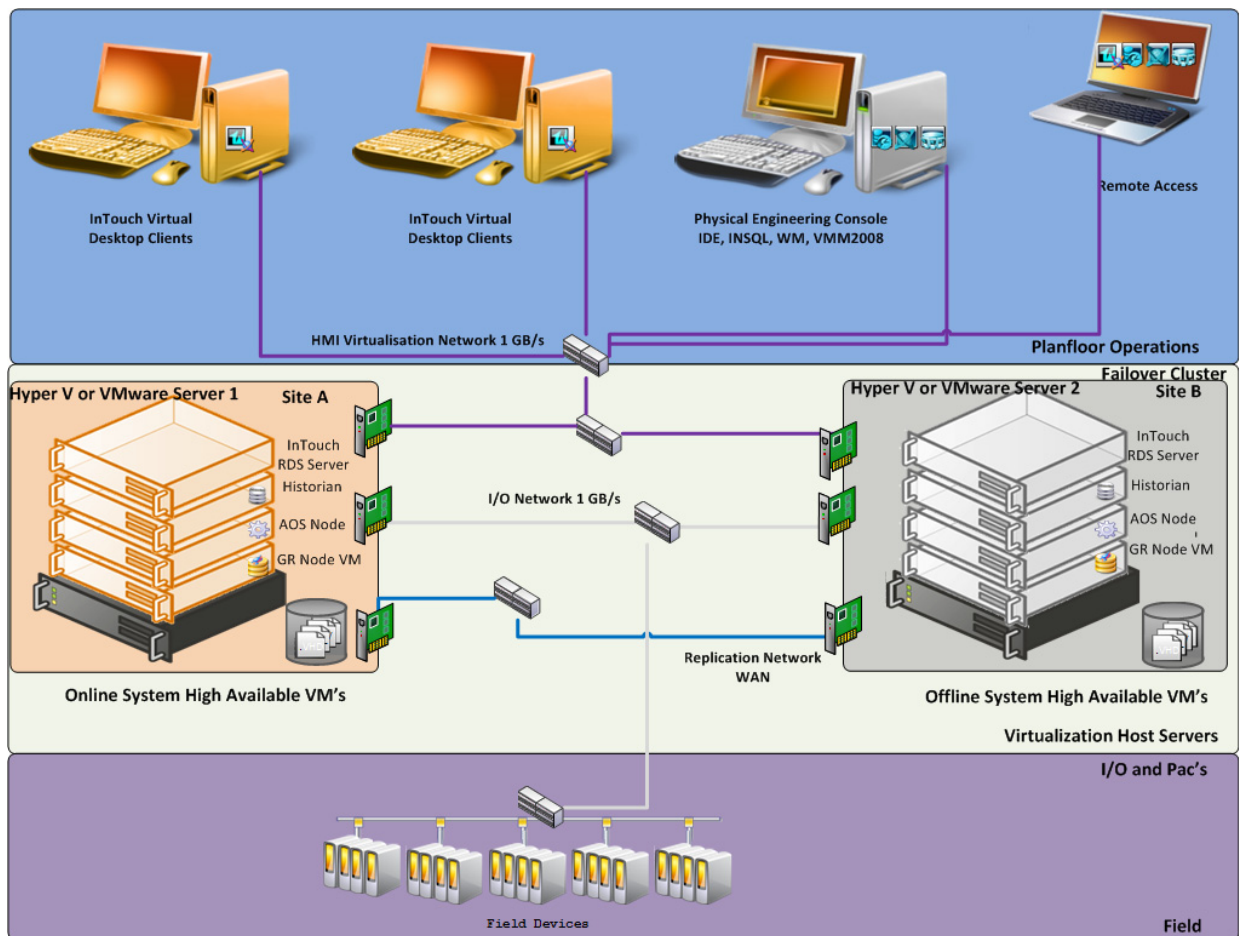 InTouch Virtual
Desktop Clients
InTouch Virtual
Desktop Clients
Physical Engineering Console
IDE, INSQL, WM, VMM2008
Remote Access
HMI Virtualisation Network 1 GB/s
Planfloor Operations
Failover Cluster
Hyper V or VMware Server 1
Site A
InTouch
RDS Server
Historian
AOS Node
GR Node VM
.VHD
Online System High Available VM's
I/O Network 1 GB/s
Replication Network
WAN
Hyper V or VMware Server 2
Site B
InTouch
RDS Server
Historian
AOS Node
GR Node VM
.VHD
Offline System High Available VM's
Virtualization Host Servers
I/O and Pac's
Field Devices
Field